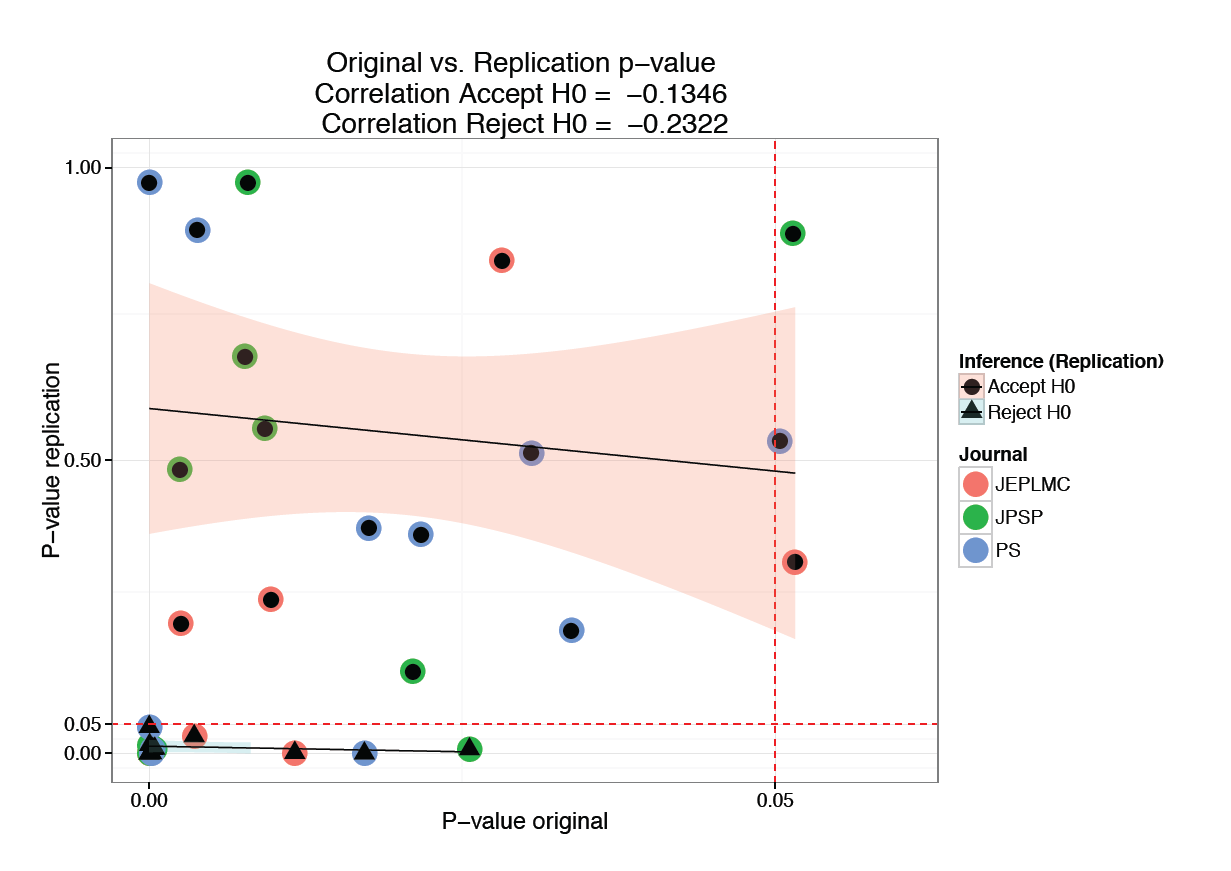 Original vs. Replication p−value
Correlation Accept H0 = −0.1346
Correlation Reject H0 = −0.2322
1.00
0.50
0.05
0.00
P−value replication
0.00
0.05
P−value original
Inference (Replication)
Accept H0
Reject H0
Journal
JEPLMC
JPSP
PS